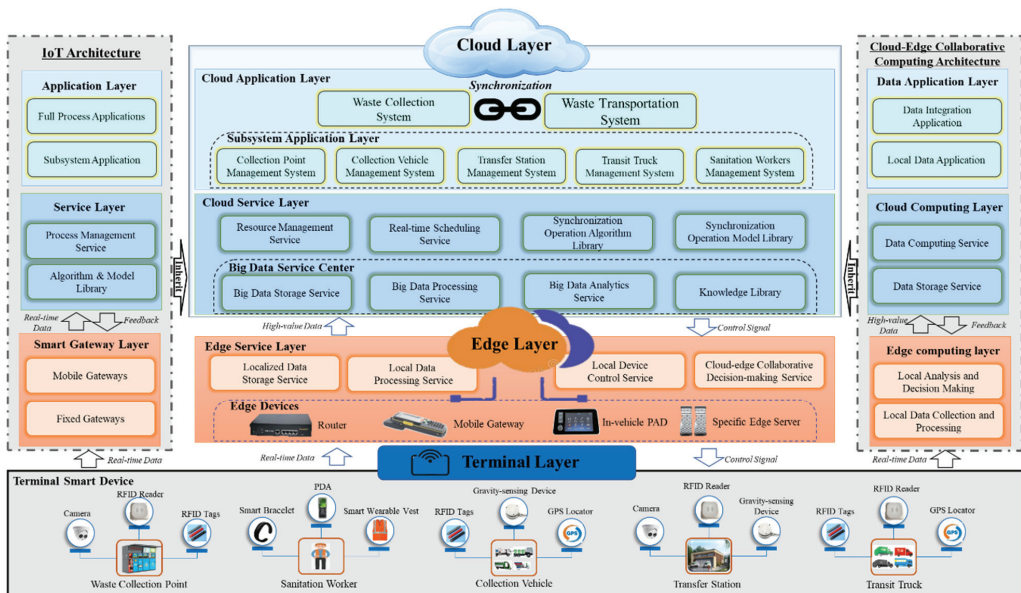 IoT Architecture
Application Layer
Full Process Applications
Subsystem Application
Service Layer
Process Management
Service
Algorithm & Model
Library
Real-time
Data
Feedback
Smart Gateway Layer
Mobile Gateways
Fixed Gateways
Real-time Data
Inherit
Cloud Layer
Cloud Application Layer
Synchronization
Waste Collection
System
Waste Transportation
System
Subsystem Application Layer
Collection Point
Management System
Collection Vehicle
Management System
Transfer Station
Management System
Transit Truck
Management System
Sanitation Workers
Management System
Cloud Service Layer
Resource Management
Service
Real-time Scheduling
Service
Synchronization
Operation Algorithm
Library
Synchronization
Operation Model Library
Big Data Service Center
Big Data Storage Service
Big Data Processing
Service
Big Data Analytics
Service
Knowledge Library
High-value Data
Control Signal
Edge Layer
Edge Service Layer
Localized Data
Storage Service
Local Data
Processing Service
Local Device
Control Service
Cloud-edge Collaborative
Decision-making Service
Edge Devices
Router
Mobile Gateway
In-vehicle PAD
Specific Edge Server
Real-time Data
Control Signal
Terminal Layer
Inherit
Cloud-Edge Collaborative
Computing Architecture
Data Application Layer
Data Integration
Application
Local Data Application
Cloud Computing Layer
Data Computing Service
Data Storage Service
High-value
Data
Feedback
Edge computing layer
Local Analysis and
Decision Making
Local Data Collection and
Processing
Real-time Data
Terminal Smart Device
Camera
RFID Reader
RFID Tags
Waste Collection Point
Smart Bracelet
PDA
Smart Wearable Vest
Sanitation Worker
RFID Tags
Gravity-sensing Device
GPS Locator
GPS
Collection Vehicle
Camera
RFID Reader
Gravity-sensing
Device
Transfer Station
RFID Tags
RFID Reader
GPS Locator
GPS
Transit Truck